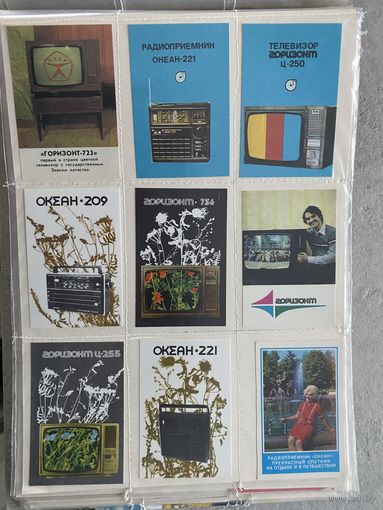 СССР
«ГОРИЗОНТ-723»
первый в стране цветной
телевизор с государственным
Знаком качества.
РАДИОПРИЕМНИК
ОКЕАН-221
ТЕЛЕВИЗОР
ГОРИЗОНТ
Ц-250
ОКЕАН·209
ГОРИЗОНТ·736
ГОРИЗОНТ
ГОРИЗОНТ Ц-255
ОКЕАН·221
РАДИОПРИЕМНИК «ОКЕАН»-
ПРЕКРАСНЫЙ СПУТНИК
НА ОТДЫХЕ И В ПУТЕШЕСТВИИ